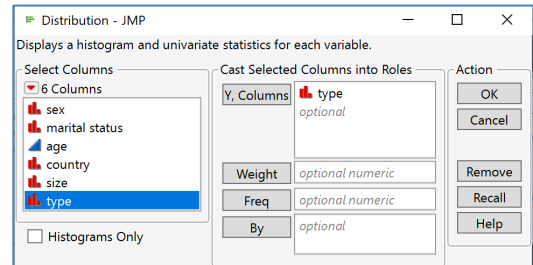 Distribution - JMP
Displays a histogram and univariate statistics for each variable.
Select Columns
6 Columns
sex
marital status
age
country
size
type
Histograms Only
Cast Selected Columns into Roles
Y, Columns
type
optional
Weight
optional numeric
Freq
optional numeric
By
optional
Action
OK
Cancel
Remove
Recall
Help